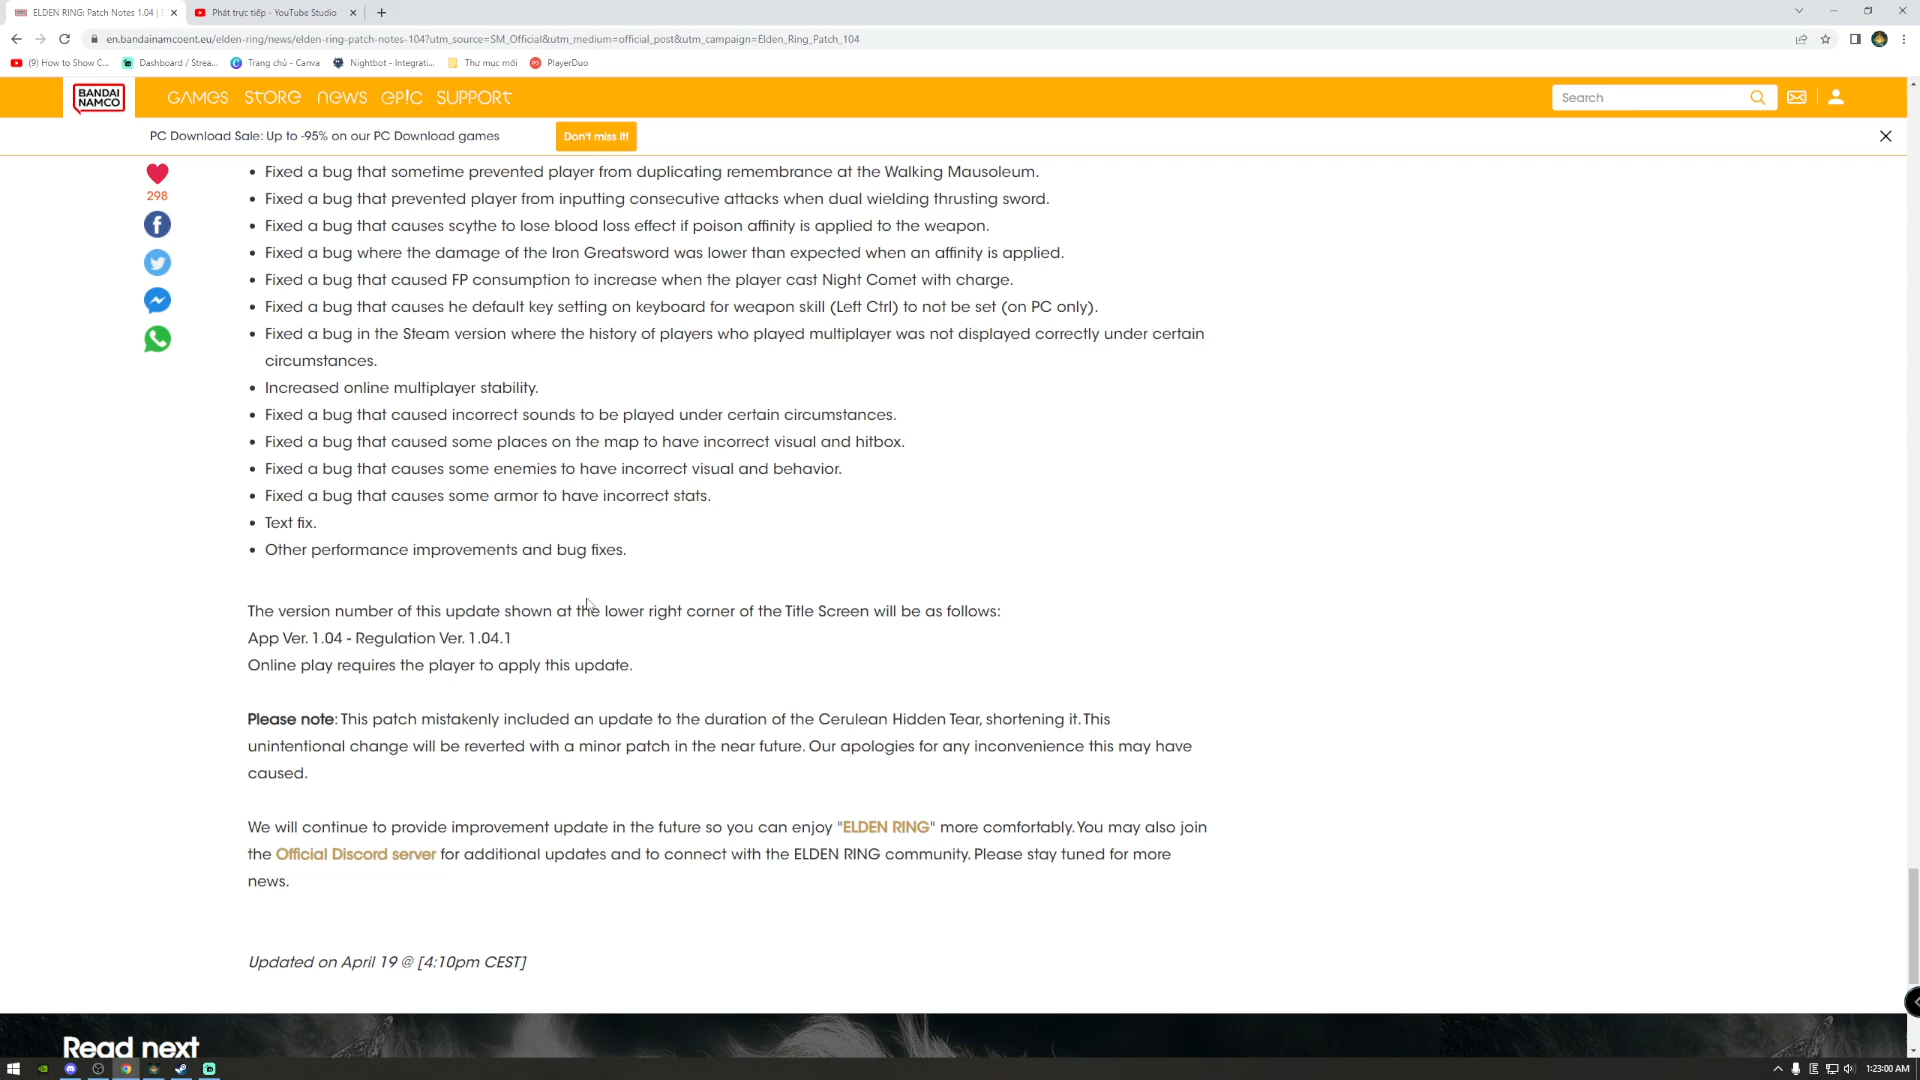 ELDEN RING: Patch Notes 1.04 |
Phát trực tiếp - YouTube Studio
en.bandainamcoent.eu/elden-ring/news/elden-ring-patch-notes-104?utm_source=SM_Official&utm_medium=official_post&utm_campaign=Elden_Ring_Patch_104
(9) How to Show C...
Dashboard / Strea...
Trang chủ - Canva
Nightbot - Integrati...
Thư mục mới
PlayerDuo
BANDAI NAMCO
GAMES STORE NEWS EPIC SUPPORT
Search
PC Download Sale: Up to -95% on our PC Download games
Don't miss it!
298
• Fixed a bug that sometime prevented player from duplicating remembrance at the Walking Mausoleum.
• Fixed a bug that prevented player from inputting consecutive attacks when dual wielding thrusting sword.
• Fixed a bug that causes scythe to lose blood loss effect if poison affinity is applied to the weapon.
• Fixed a bug where the damage of the Iron Greatsword was lower than expected when an affinity is applied.
• Fixed a bug that caused FP consumption to increase when the player cast Night Comet with charge.
• Fixed a bug that causes he default key setting on keyboard for weapon skill (Left Ctrl) to not be set (on PC only).
• Fixed a bug in the Steam version where the history of players who played multiplayer was not displayed correctly under certain
circumstances.
• Increased online multiplayer stability.
• Fixed a bug that caused incorrect sounds to be played under certain circumstances.
• Fixed a bug that caused some places on the map to have incorrect visual and hitbox.
• Fixed a bug that causes some enemies to have incorrect visual and behavior.
• Fixed a bug that causes some armor to have incorrect stats.
• Text fix.
• Other performance improvements and bug fixes.
The version number of this update shown at the lower right corner of the Title Screen will be as follows:
App Ver. 1.04 - Regulation Ver. 1.04.1
Online play requires the player to apply this update.
Please note: This patch mistakenly included an update to the duration of the Cerulean Hidden Tear, shortening it. This
unintentional change will be reverted with a minor patch in the near future. Our apologies for any inconvenience this may have
caused.
We will continue to provide improvement update in the future so you can enjoy "ELDEN RING" more comfortably. You may also join
the Official Discord server for additional updates and to connect with the ELDEN RING community. Please stay tuned for more
news.
Updated on April 19 @ [4:10pm CEST]
Read next
1:23:00 AM